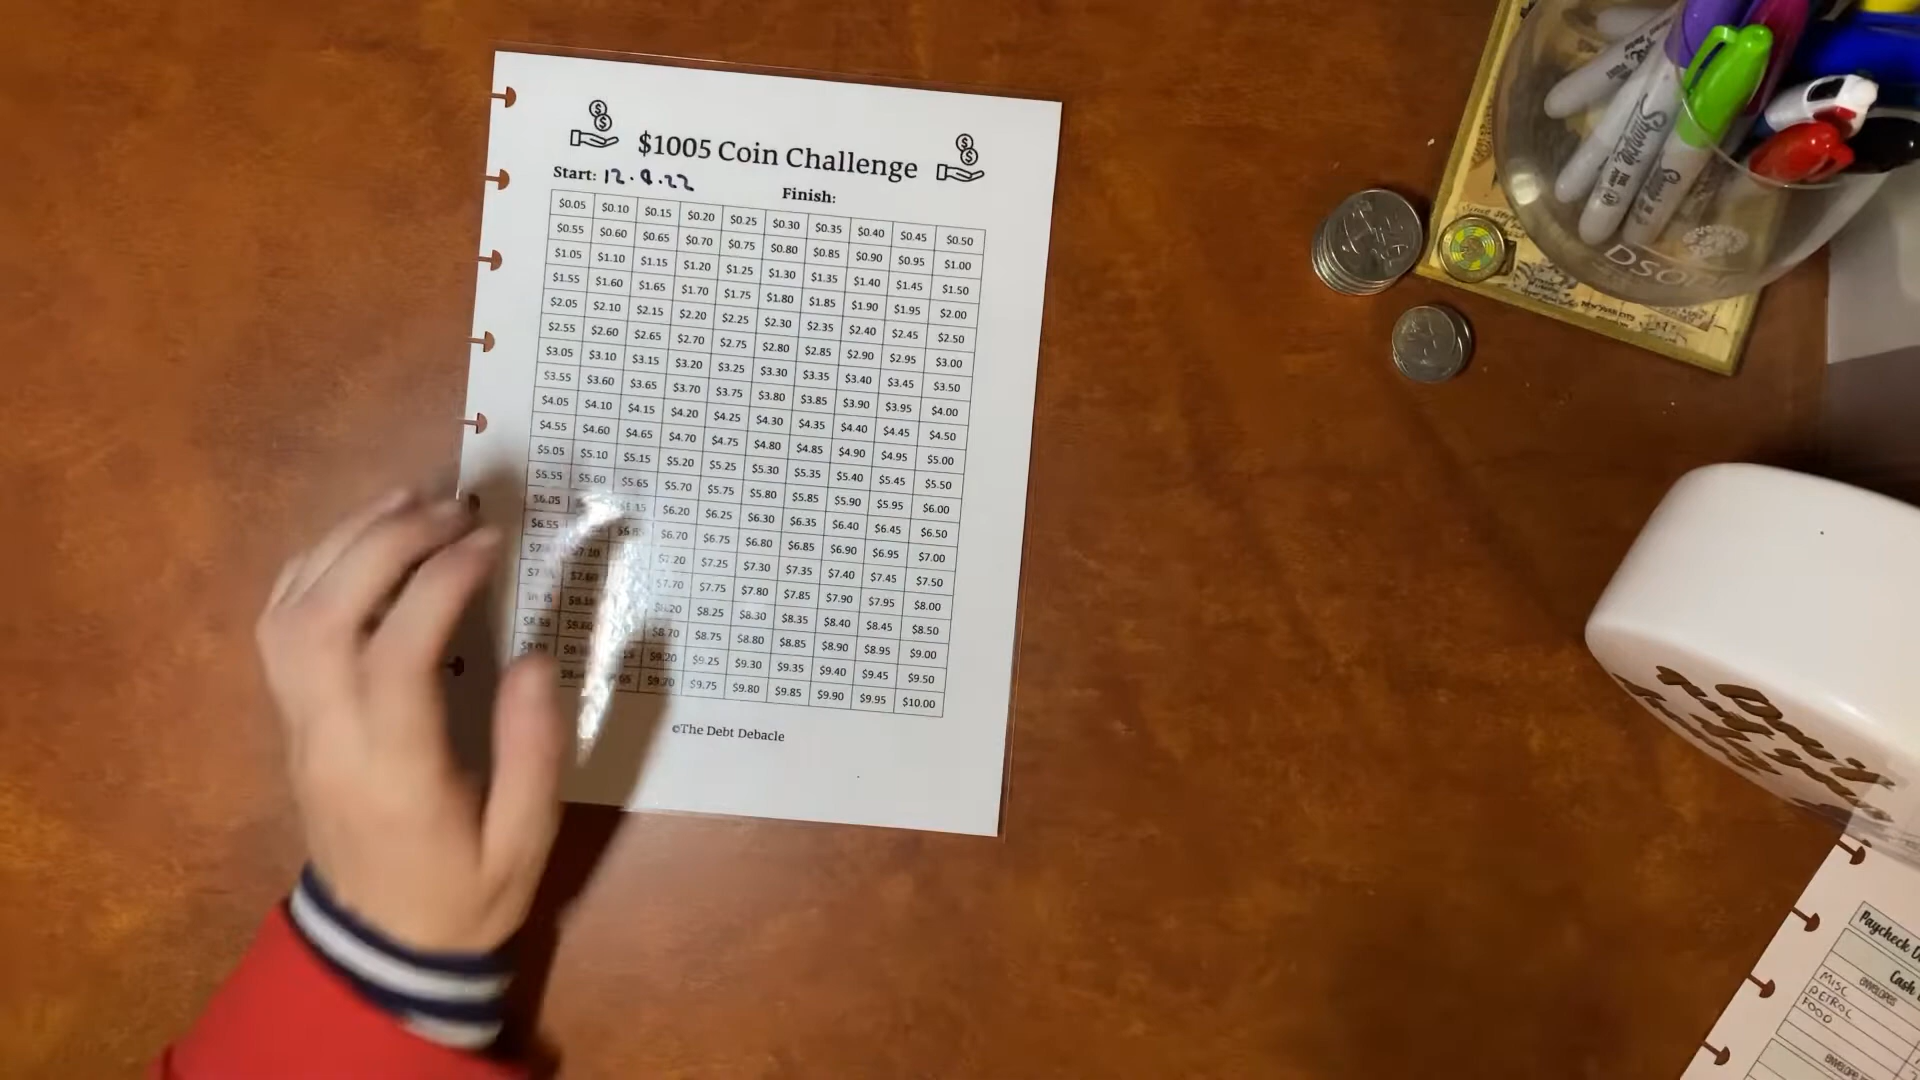 $1005 Coin Challenge
Start: 12.9.22 Finish:
$0.05 $0.10 $0.15 $0.20 $0.25 $0.30 $0.35 $0.40 $0.45 $0.50
$0.55 $0.60 $0.65 $0.70 $0.75 $0.80 $0.85 $0.90 $0.95 $1.00
$1.05 $1.10 $1.15 $1.20 $1.25 $1.30 $1.35 $1.40 $1.45 $1.50
$1.55 $1.60 $1.65 $1.70 $1.75 $1.80 $1.85 $1.90 $1.95 $2.00
$2.05 $2.10 $2.15 $2.20 $2.25 $2.30 $2.35 $2.40 $2.45 $2.50
$2.55 $2.60 $2.65 $2.70 $2.75 $2.80 $2.85 $2.90 $2.95 $3.00
$3.05 $3.10 $3.15 $3.20 $3.25 $3.30 $3.35 $3.40 $3.45 $3.50
$3.55 $3.60 $3.65 $3.70 $3.75 $3.80 $3.85 $3.90 $3.95 $4.00
$4.05 $4.10 $4.15 $4.20 $4.25 $4.30 $4.35 $4.40 $4.45 $4.50
$4.55 $4.60 $4.65 $4.70 $4.75 $4.80 $4.85 $4.90 $4.95 $5.00
$5.05 $5.10 $5.15 $5.20 $5.25 $5.30 $5.35 $5.40 $5.45 $5.50
$5.55 $5.60 $5.65 $5.70 $5.75 $5.80 $5.85 $5.90 $5.95 $6.00
$6.05 $6.20 $6.25 $6.30 $6.35 $6.40 $6.45 $6.50
$6.55 $6.70 $6.75 $6.80 $6.85 $6.90 $6.95 $7.00
$7.10 $7.20 $7.25 $7.30 $7.35 $7.40 $7.45 $7.50
$7.60 $7.70 $7.75 $7.80 $7.85 $7.90 $7.95 $8.00
$8.20 $8.25 $8.30 $8.35 $8.40 $8.45 $8.50
$8.55 $8.60 $8.70 $8.75 $8.80 $8.85 $8.90 $8.95 $9.00
$9.20 $9.25 $9.30 $9.35 $9.40 $9.45 $9.50
$9.70 $9.75 $9.80 $9.85 $9.90 $9.95 $10.00
©The Debt Debacle
Sharpie
Don't
Paycheck
Cash
ENVELOPES
MISC
PETROL
FOOD